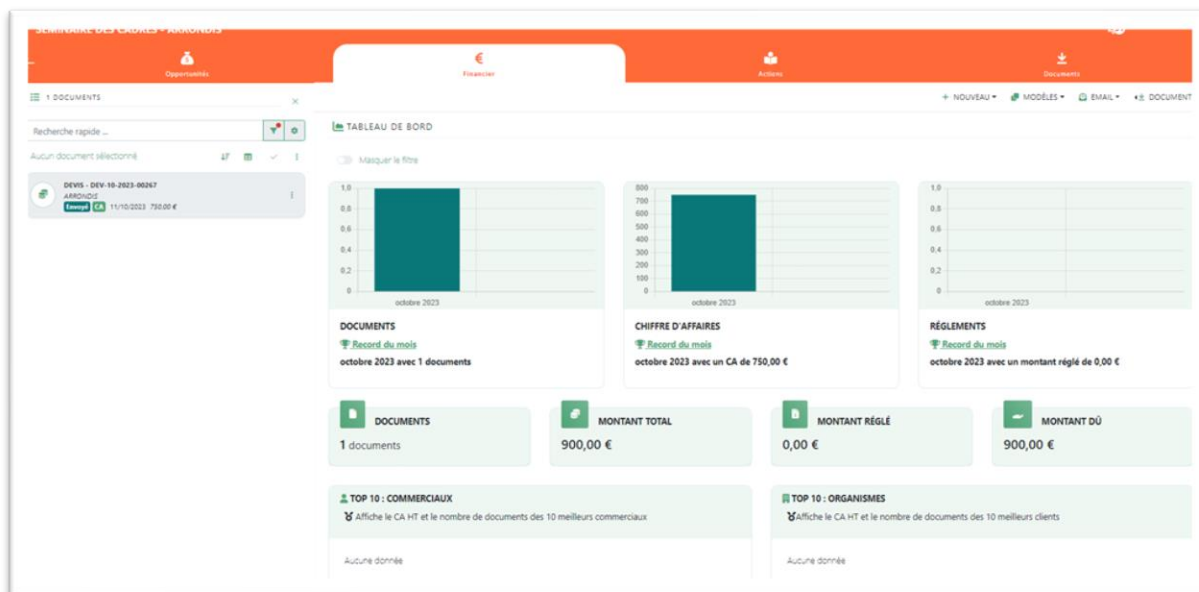 SEMINAIRE DES CADRES - ARRONDIS
Opportunités
Financier
Actions
Documents
1 DOCUMENTS
+ NOUVEAU
MODÈLES
EMAIL
DOCUMENT
Recherche rapide ...
Aucun document sélectionné
DEVIS - DEV-10-2023-00267
ARRONDIS
Envoyé CA 11/10/2023 750.00 €
TABLEAU DE BORD
Masquer le filtre
1,0
0,8
0,6
0,4
0,2
0
octobre 2023
DOCUMENTS
Record du mois
octobre 2023 avec 1 documents
800
700
600
500
400
300
200
100
0
octobre 2023
CHIFFRE D'AFFAIRES
Record du mois
octobre 2023 avec un CA de 750,00 €
1,0
0,8
0,6
0,4
0,2
0
octobre 2023
RÉGLEMENTS
Record du mois
octobre 2023 avec un montant réglé de 0,00 €
DOCUMENTS
1 documents
MONTANT TOTAL
900,00 €
MONTANT RÉGLÉ
0,00 €
MONTANT DÛ
900,00 €
TOP 10 : COMMERCIAUX
Affiche le CA HT et le nombre de documents des 10 meilleurs commerciaux
Aucune donnée
TOP 10 : ORGANISMES
Affiche le CA HT et le nombre de documents des 10 meilleurs clients
Aucune donnée